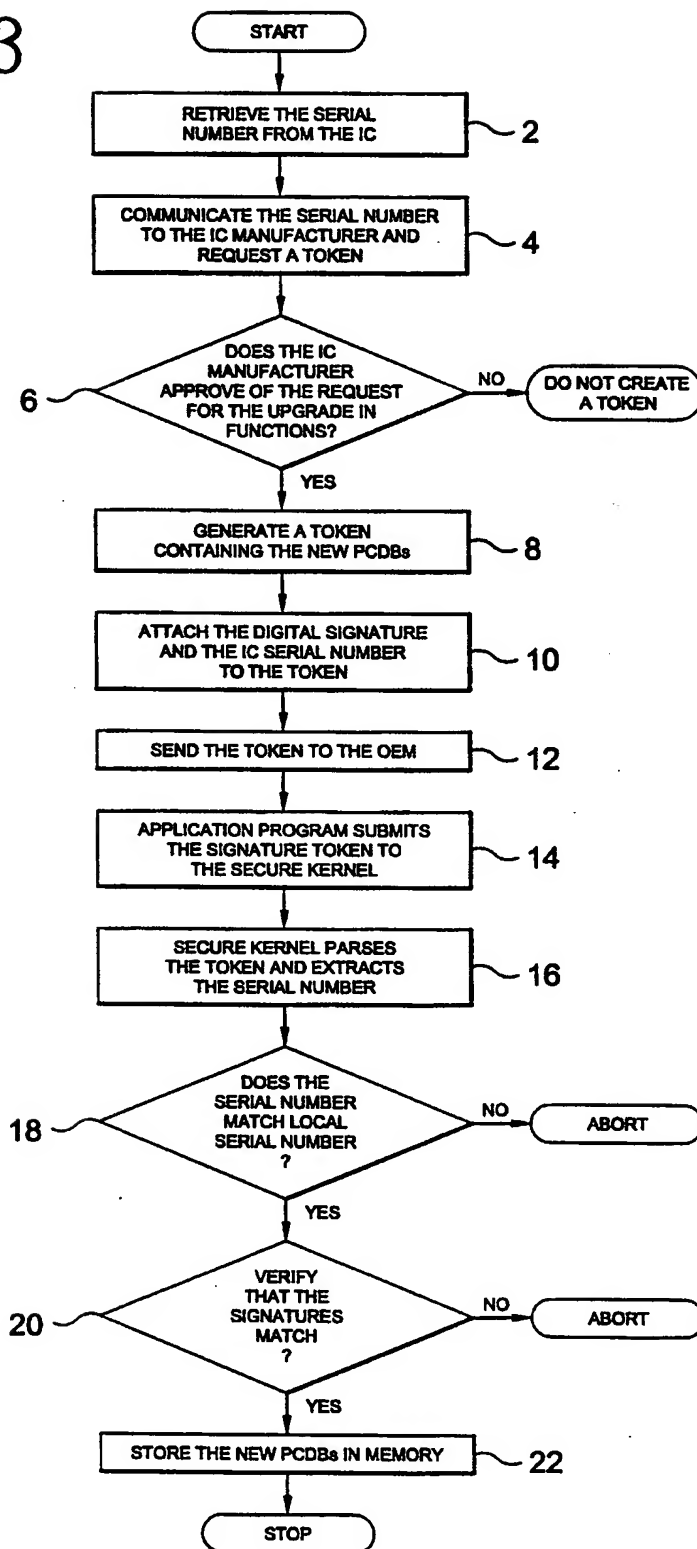 3
START
RETRIEVE THE SERIAL
NUMBER FROM THE IC
2
COMMUNICATE THE SERIAL NUMBER
TO THE IC MANUFACTURER AND
REQUEST A TOKEN
4
DOES THE IC
MANUFACTURER
APPROVE OF THE REQUEST
FOR THE UPGRADE IN
FUNCTIONS?
6
NO
DO NOT CREATE
A TOKEN
YES
GENERATE A TOKEN
CONTAINING THE NEW PCDBs
8
ATTACH THE DIGITAL SIGNATURE
AND THE IC SERIAL NUMBER
TO THE TOKEN
10
SEND THE TOKEN TO THE OEM
12
APPLICATION PROGRAM SUBMITS
THE SIGNATURE TOKEN TO
THE SECURE KERNEL
14
SECURE KERNEL PARSES
THE TOKEN AND EXTRACTS
THE SERIAL NUMBER
16
DOES THE
SERIAL NUMBER
MATCH LOCAL
SERIAL NUMBER
?
18
NO
ABORT
YES
VERIFY
THAT THE
SIGNATURES
MATCH
?
20
NO
ABORT
YES
STORE THE NEW PCDBs IN MEMORY
22
STOP